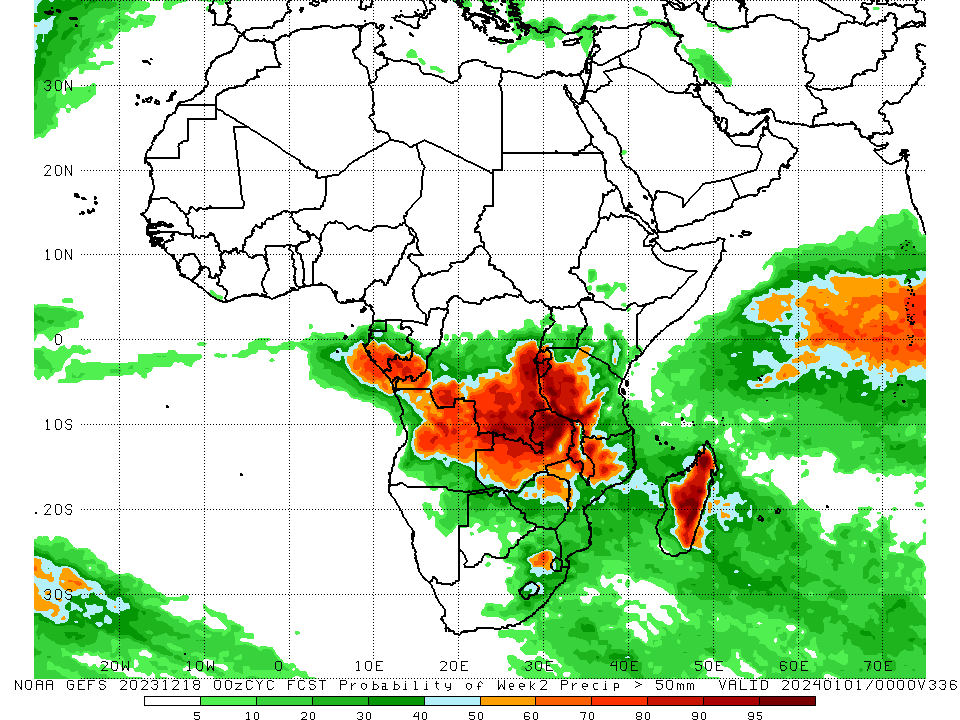 30N
20N
10N
0
10S
20S
30S
20W 10W 0 10E 20E 30E 40E 50E 60E 70E
NOAA GEFS 20231218 00zCYC FCST Probability of Week2 Precip > 50mm VALID 20240101/0000V336
5 10 20 30 40 50 60 70 80 90 95